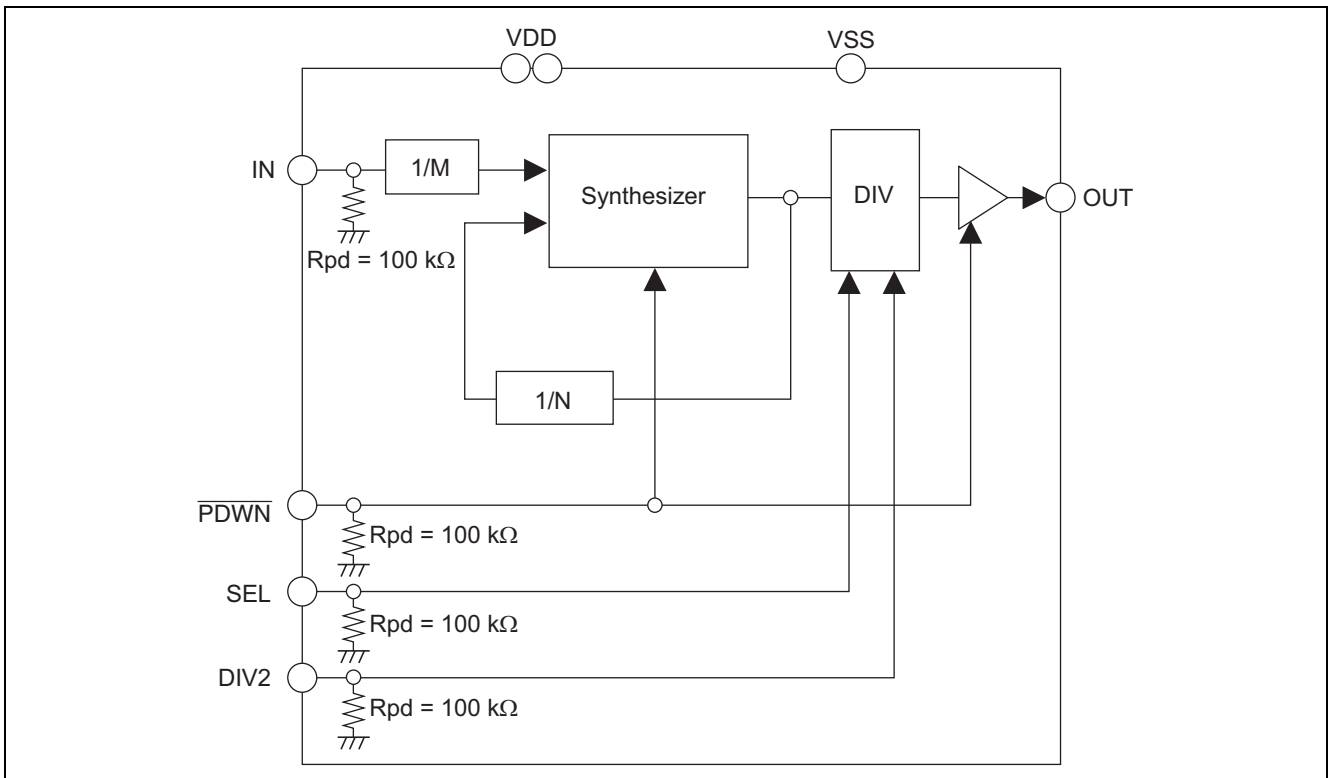 VDD
VSS
IN
1/M
Synthesizer
DIV
OUT
Rpd = 100 kΩ
1/N
PDWN
Rpd = 100 kΩ
SEL
Rpd = 100 kΩ
DIV2
Rpd = 100 kΩ